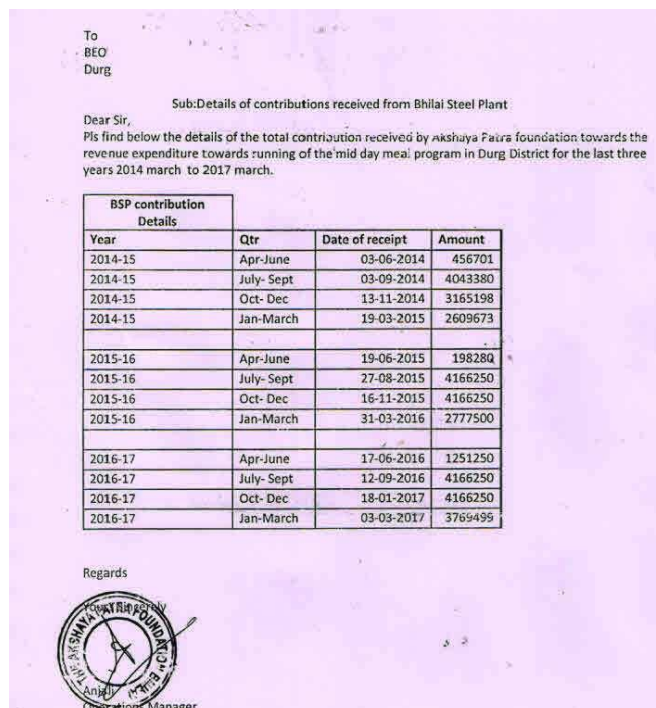 To
BEO
Durg
Sub:Details of contributions received from Bhilai Steel Plant
Dear Sir,
Pls find below the details of the total contribution received by Akshaya Patra foundation towards the
revenue expenditure towards running of the mid day meal program in Durg District for the last three
years 2014 march to 2017 march.
BSP contribution
Details
Year Qtr Date of receipt Amount
2014-15 Apr-June 03-06-2014 456701
2014-15 July- Sept 03-09-2014 4043380
2014-15 Oct- Dec 13-11-2014 3165198
2014-15 Jan-March 19-03-2015 2609673
2015-16 Apr-June 19-06-2015 198280
2015-16 July- Sept 27-08-2015 4166250
2015-16 Oct- Dec 16-11-2015 4166250
2015-16 Jan-March 31-03-2016 2777500
2016-17 Apr-June 17-06-2016 1251250
2016-17 July- Sept 12-09-2016 4166250
2016-17 Oct- Dec 18-01-2017 4166250
2016-17 Jan-March 03-03-2017 3769499
Regards
Yours Sincerely
THE AKSHAYA PATRA FOUNDATION
Anjali
Operations Manager